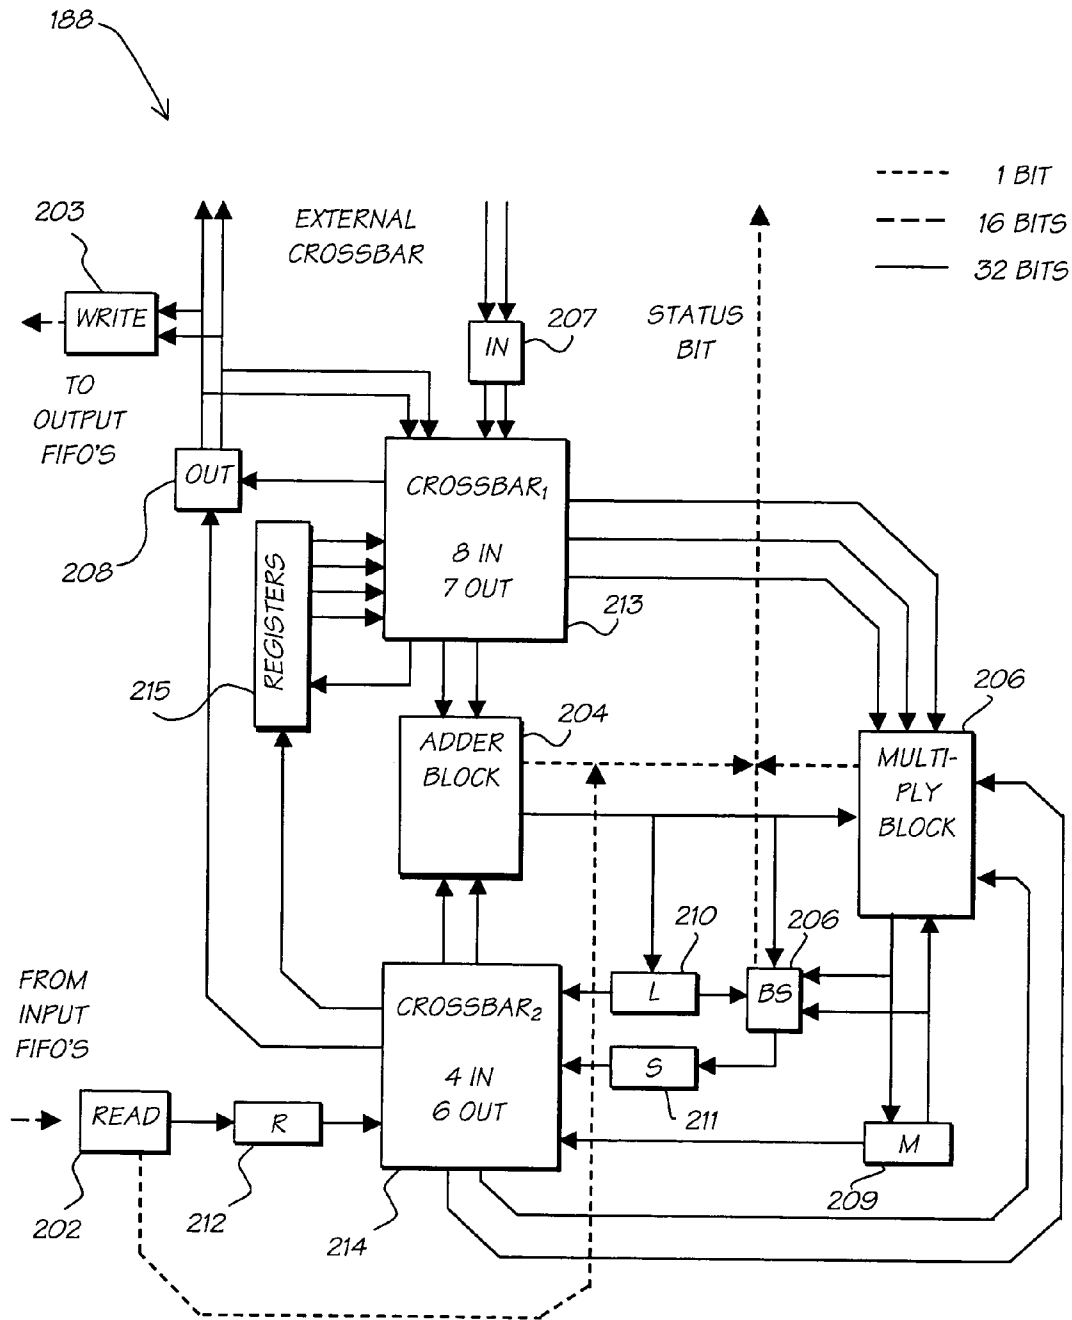 188
1 BIT
16 BITS
32 BITS
203
EXTERNAL
CROSSBAR
WRITE
207
STATUS
BIT
IN
TO
OUTPUT
FIFO'S
OUT
CROSSBAR1
8 IN
7 OUT
208
REGISTERS
213
215
206
204
ADDER
BLOCK
MULTI-
PLY
BLOCK
210
206
FROM
INPUT
FIFO'S
L
BS
CROSSBAR2
4 IN
6 OUT
S
211
READ
R
M
209
202
212
214